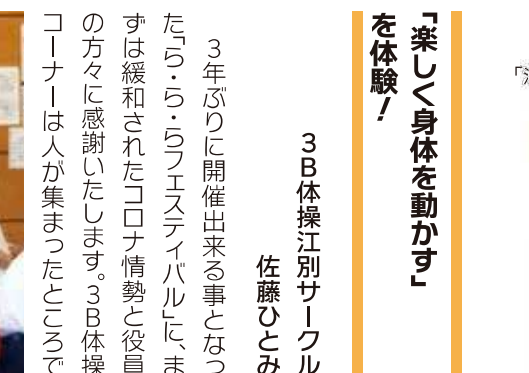 「楽しく身体を動かす」
を体験！
３Ｂ体操江別サークル
佐藤ひとみ
３年ぶりに開催出来る事となっ
た「ら・ら・らフェスティバル」に、ま
ずは緩和されたコロナ情勢と役員
の方々に感謝いたします。３Ｂ体操
コーナーは人が集まったところで